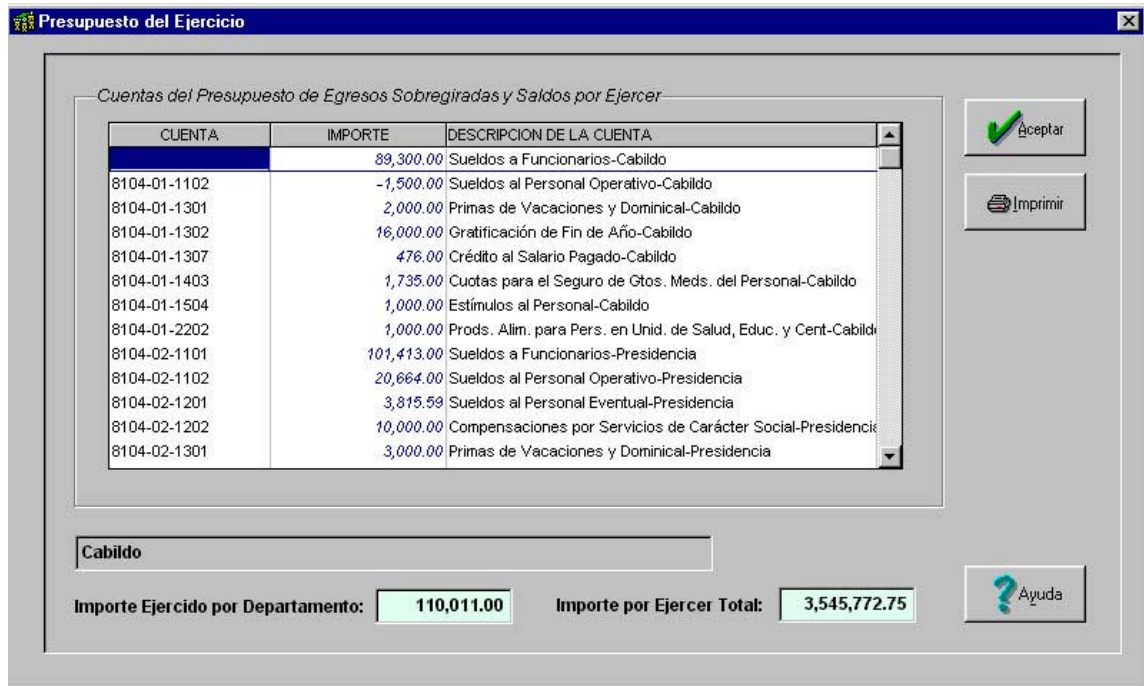 Presupuesto del Ejercicio
Cuentas del Presupuesto de Egresos Sobregiradas y Saldos por Ejercer
CUENTA IMPORTE DESCRIPCION DE LA CUENTA
89,300.00 Sueldos a Funcionarios-Cabildo
8104-01-1102 -1,500.00 Sueldos al Personal Operativo-Cabildo
8104-01-1301 2,000.00 Primas de Vacaciones y Dominical-Cabildo
8104-01-1302 16,000.00 Gratificación de Fin de Año-Cabildo
8104-01-1307 476.00 Crédito al Salario Pagado-Cabildo
8104-01-1403 1,735.00 Cuotas para el Seguro de Gtos. Meds. del Personal-Cabildo
8104-01-1504 1,000.00 Estímulos al Personal-Cabildo
8104-01-2202 1,000.00 Prods. Alim. para Pers. en Unid. de Salud, Educ. y Cent-Cabild
8104-02-1101 101,413.00 Sueldos a Funcionarios-Presidencia
8104-02-1102 20,664.00 Sueldos al Personal Operativo-Presidencia
8104-02-1201 3,815.59 Sueldos al Personal Eventual-Presidencia
8104-02-1202 10,000.00 Compensaciones por Servicios de Carácter Social-Presidencia
8104-02-1301 3,000.00 Primas de Vacaciones y Dominical-Presidencia
Aceptar
Imprimir
Cabildo
Importe Ejercido por Departamento: 110,011.00 Importe por Ejercer Total: 3,545,772.75
Ayuda